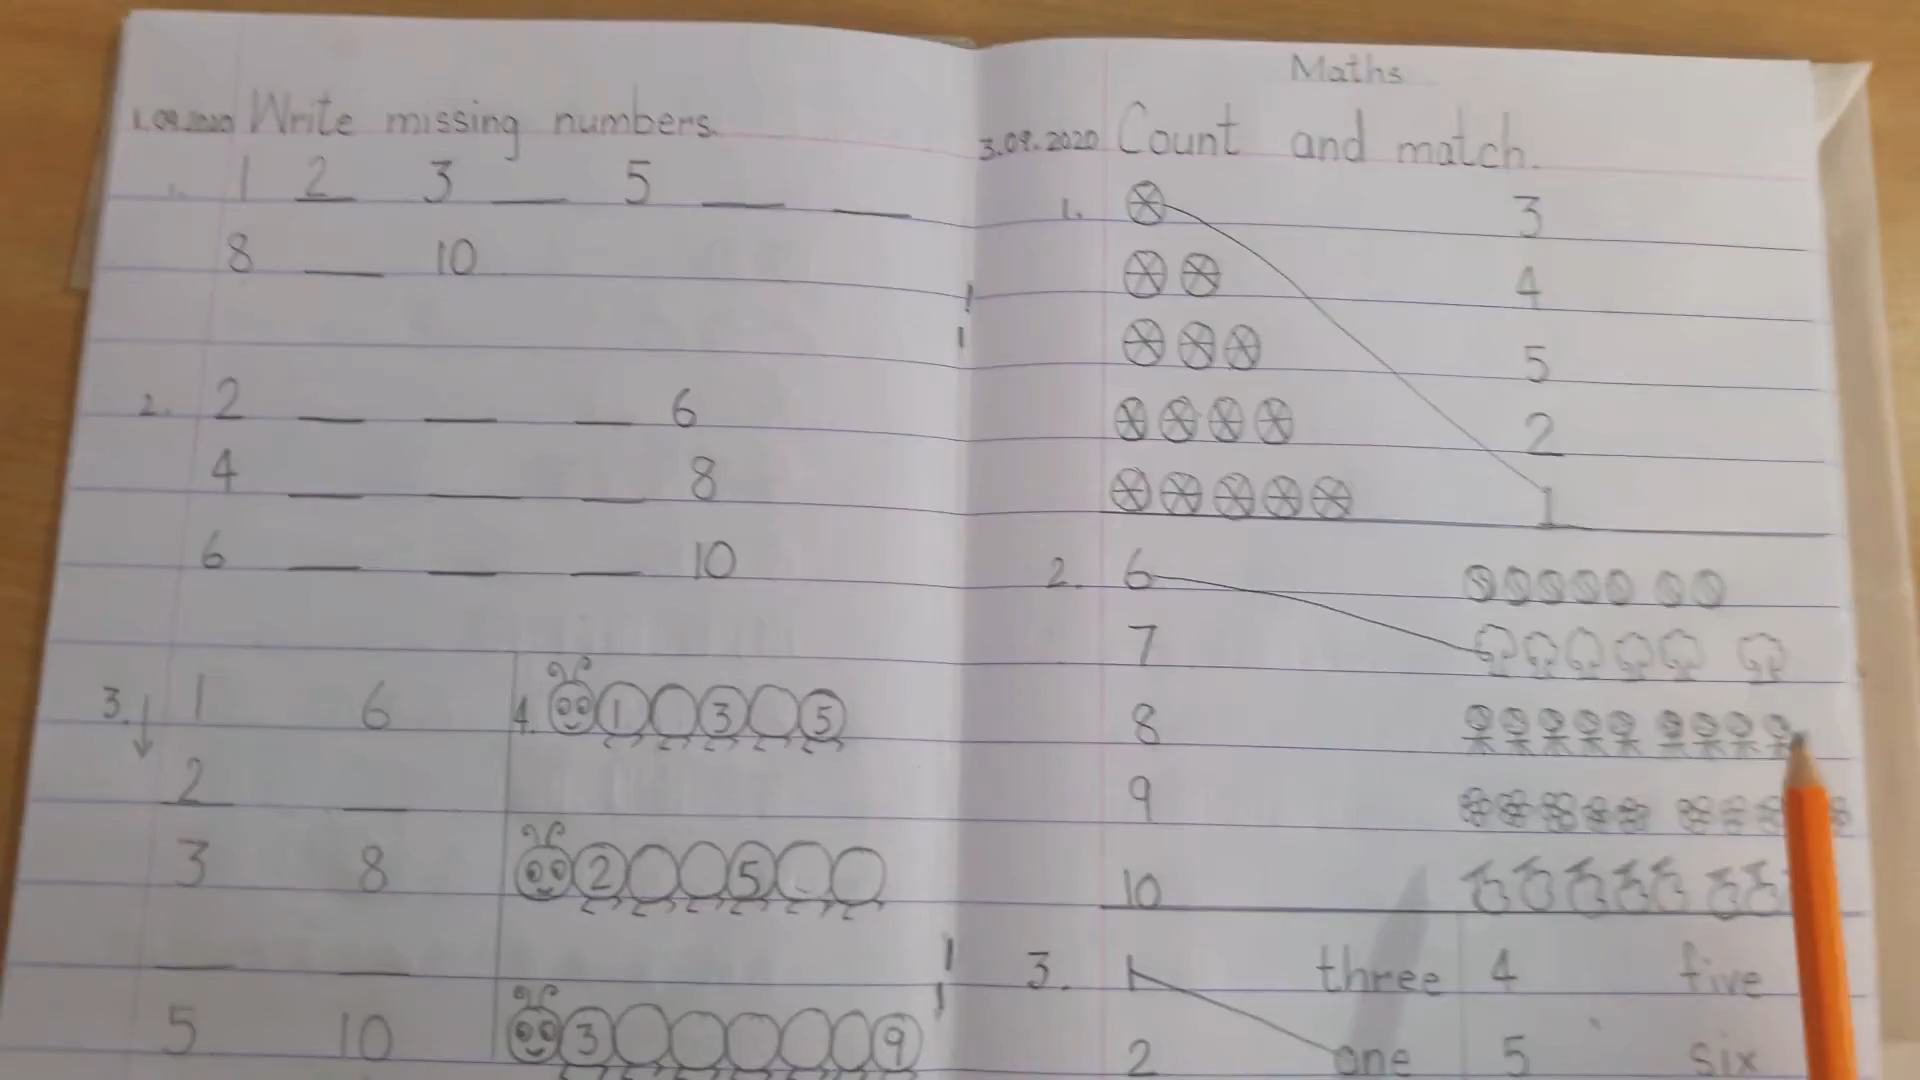 1.09.2020 Write missing numbers.
1. 1 2 3 __ 5 __ __
8 __ 10
2. 2 __ __ __ 6
4 __ __ __ 8
6 __ __ __ 10
3. 1 6
2 __
3 8
__ __
5 10
4. 1 3 5
2 5
3 9
Maths
3.09.2020 Count and match.
1. 3
4
5
2
1
2. 6
7
8
9
10
3. 1 three 4 five
2 one 5 six